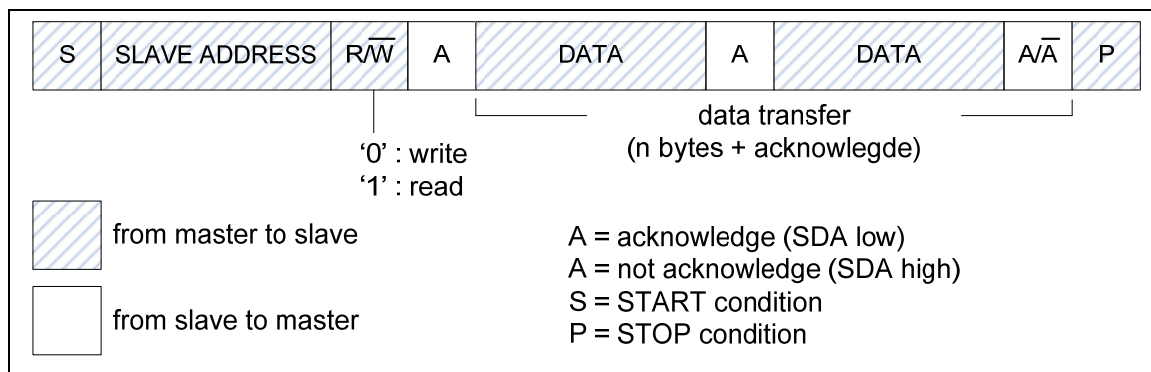 S SLAVE ADDRESS R/W̅ A DATA A DATA A/A̅ P
data transfer
(n bytes + acknowlegde)
‘0’ : write
‘1’ : read
from master to slave
from slave to master
A = acknowledge (SDA low)
A = not acknowledge (SDA high)
S = START condition
P = STOP condition